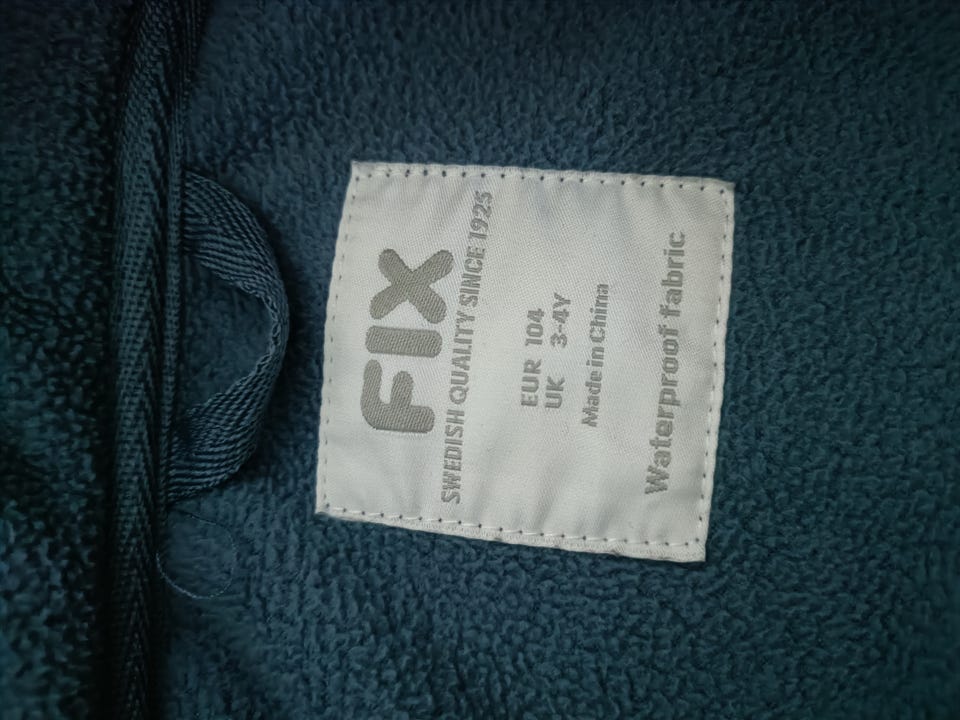 FIX
SWEDISH QUALITY SINCE 1925
EUR 104
UK 3-4Y
Made in China
Waterproof fabric